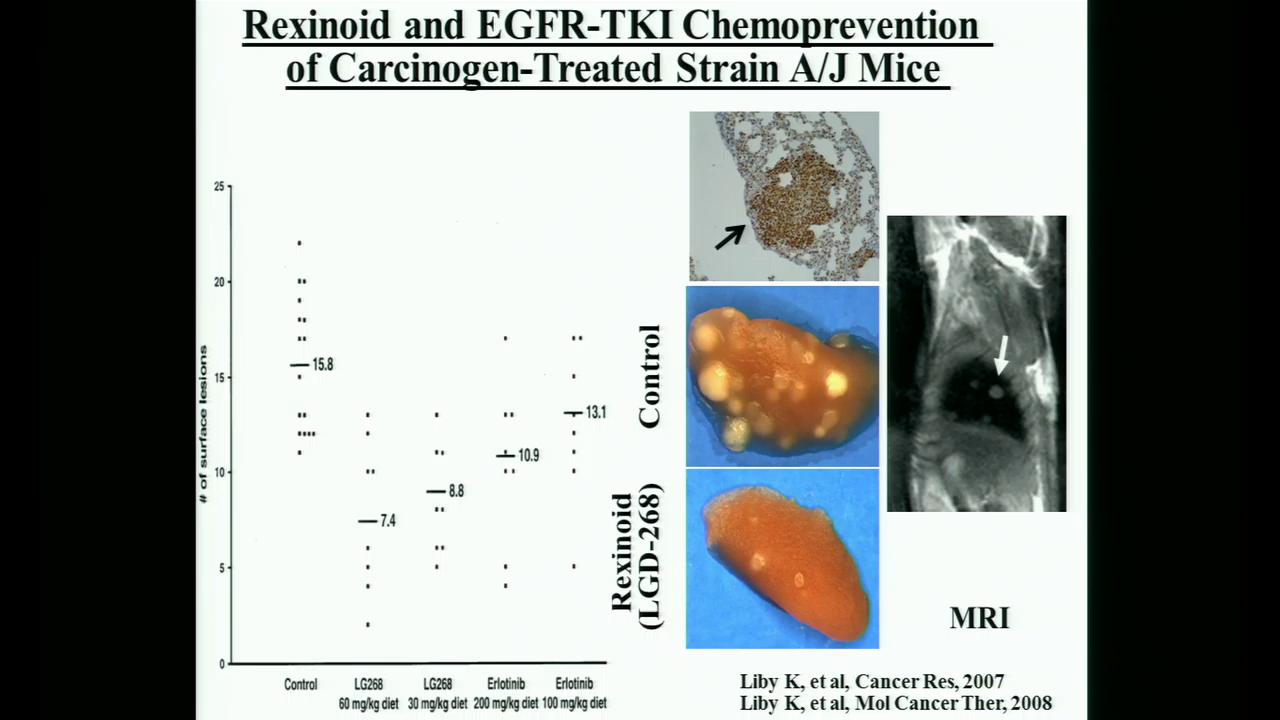 Rexinoid and EGFR-TKI Chemoprevention
of Carcinogen-Treated Strain A/J Mice
# of surface lesions
25
20
15
10
5
0
15.8
7.4
8.8
10.9
13.1
Control
LG268
60 mg/kg diet
LG268
30 mg/kg diet
Erlotinib
200 mg/kg diet
Erlotinib
100 mg/kg diet
Control
Rexinoid
(LGD-268)
MRI
Liby K, et al, Cancer Res, 2007
Liby K, et al, Mol Cancer Ther, 2008